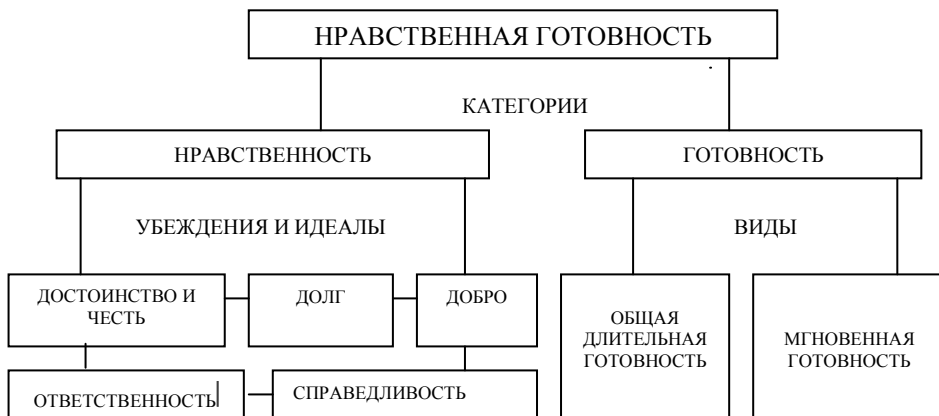 НРАВСТВЕННАЯ ГОТОВНОСТЬ
КАТЕГОРИИ
НРАВСТВЕННОСТЬ
ГОТОВНОСТЬ
УБЕЖДЕНИЯ И ИДЕАЛЫ
ВИДЫ
ДОСТОИНСТВО И
ЧЕСТЬ
ДОЛГ
ДОБРО
ОБЩАЯ
ДЛИТЕЛЬНАЯ
ГОТОВНОСТЬ
МГНОВЕННАЯ
ГОТОВНОСТЬ
ОТВЕТСТВЕННОСТЬ
СПРАВЕДЛИВОСТЬ